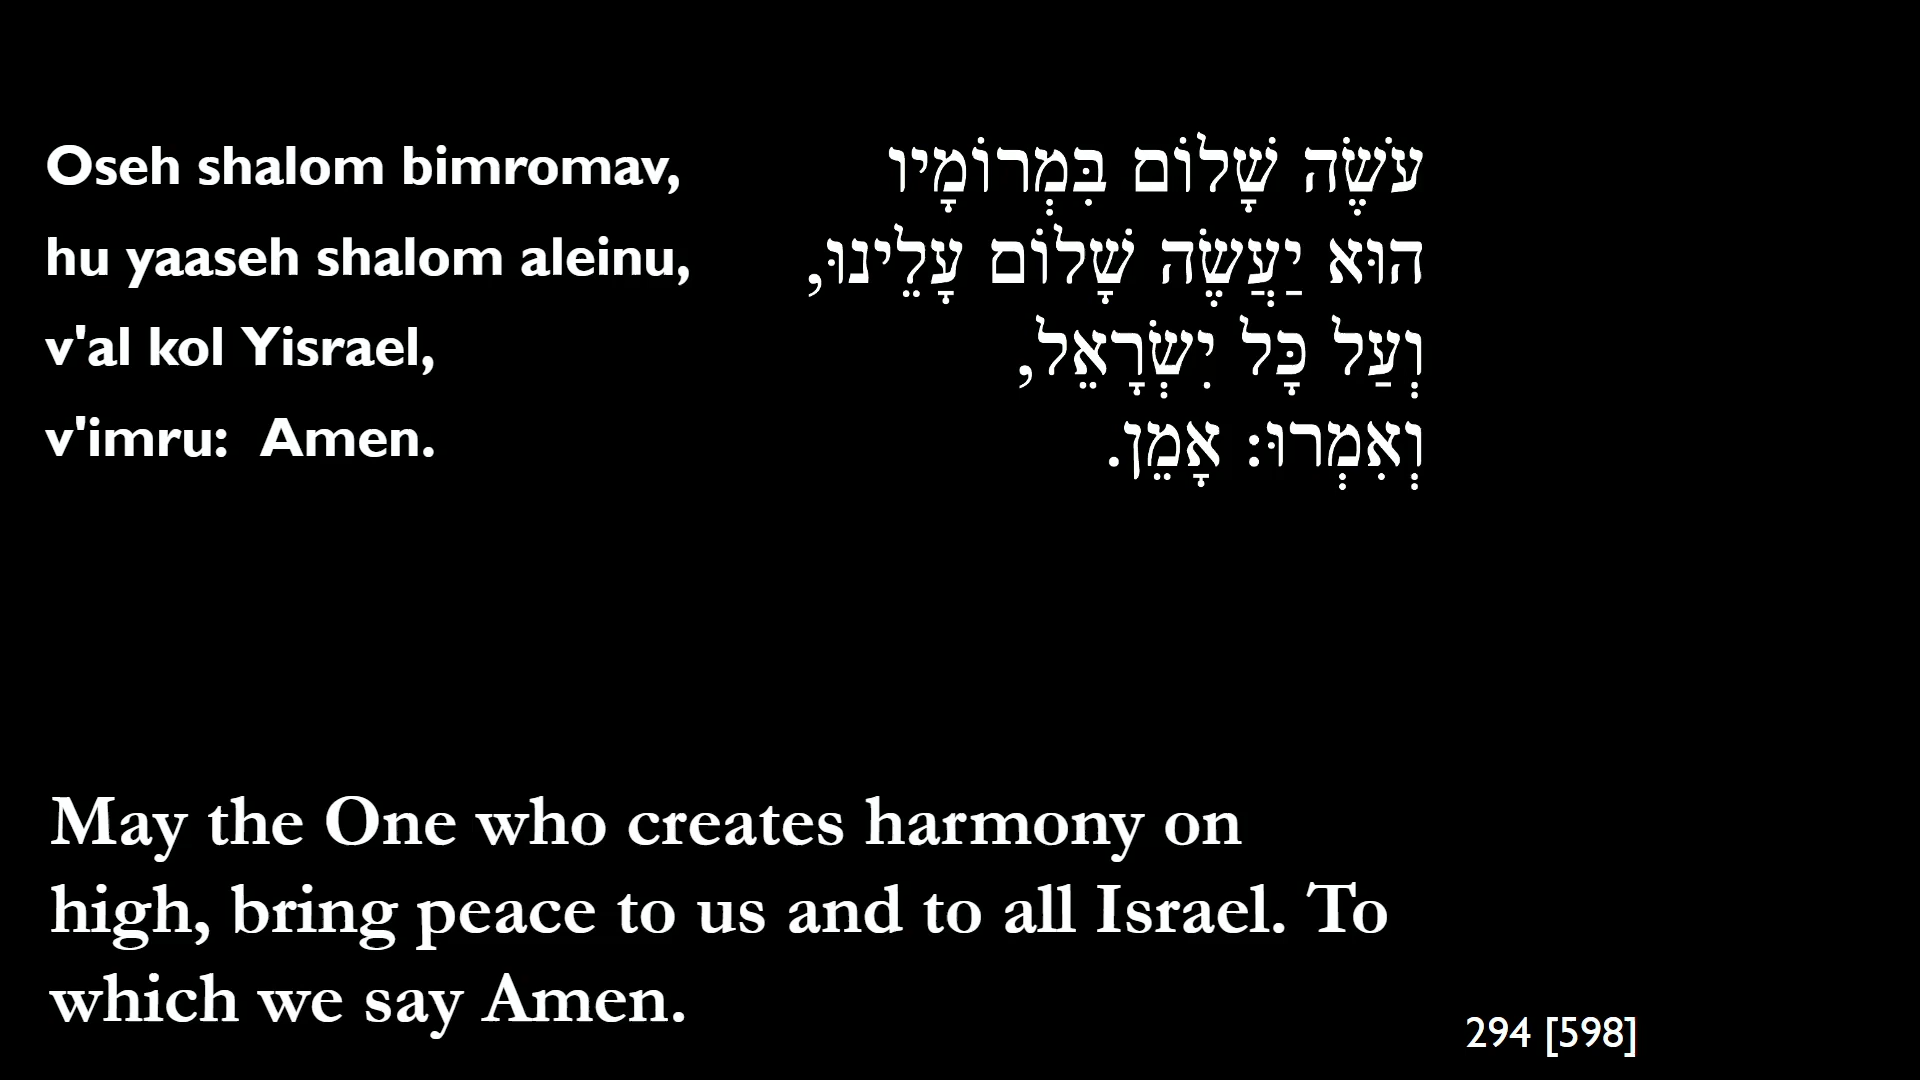 Oseh shalom bimromav,
hu yaaseh shalom aleinu,
v'al kol Yisrael,
v'imru:  Amen.
עֹשֶׂה שָׁלוֹם בִּמְרוֹמָיו
הוּא יַעֲשֶׂה שָׁלוֹם עָלֵינוּ,
וְעַל כָּל יִשְׂרָאֵל,
וְאִמְרוּ: אָמֵן.
May the One who creates harmony on
high, bring peace to us and to all Israel. To
which we say Amen.
294 [598]